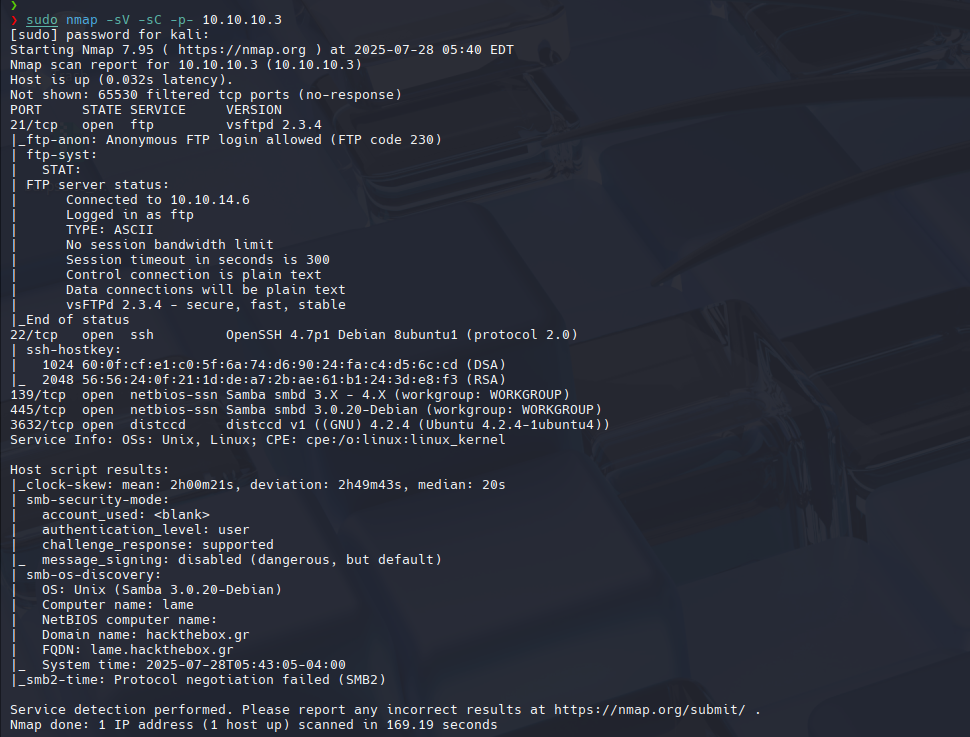 ❯
❯ sudo nmap -sV -sC -p- 10.10.10.3
[sudo] password for kali:
Starting Nmap 7.95 ( https://nmap.org ) at 2025-07-28 05:40 EDT
Nmap scan report for 10.10.10.3 (10.10.10.3)
Host is up (0.032s latency).
Not shown: 65530 filtered tcp ports (no-response)
PORT     STATE SERVICE     VERSION
21/tcp   open  ftp         vsftpd 2.3.4
|_ftp-anon: Anonymous FTP login allowed (FTP code 230)
| ftp-syst:
|   STAT:
| FTP server status:
|      Connected to 10.10.14.6
|      Logged in as ftp
|      TYPE: ASCII
|      No session bandwidth limit
|      Session timeout in seconds is 300
|      Control connection is plain text
|      Data connections will be plain text
|      vsFTPd 2.3.4 - secure, fast, stable
|_End of status
22/tcp   open  ssh         OpenSSH 4.7p1 Debian 8ubuntu1 (protocol 2.0)
| ssh-hostkey:
|   1024 60:0f:cf:e1:c0:5f:6a:74:d6:90:24:fa:c4:d5:6c:cd (DSA)
|_  2048 56:56:24:0f:21:1d:de:a7:2b:ae:61:b1:24:3d:e8:f3 (RSA)
139/tcp  open  netbios-ssn Samba smbd 3.X - 4.X (workgroup: WORKGROUP)
445/tcp  open  netbios-ssn Samba smbd 3.0.20-Debian (workgroup: WORKGROUP)
3632/tcp open  distccd     distccd v1 ((GNU) 4.2.4 (Ubuntu 4.2.4-1ubuntu4))
Service Info: OSs: Unix, Linux; CPE: cpe:/o:linux:linux_kernel

Host script results:
|_clock-skew: mean: 2h00m21s, deviation: 2h49m43s, median: 20s
| smb-security-mode:
|   account_used: <blank>
|   authentication_level: user
|   challenge_response: supported
|_  message_signing: disabled (dangerous, but default)
| smb-os-discovery:
|   OS: Unix (Samba 3.0.20-Debian)
|   Computer name: lame
|   NetBIOS computer name:
|   Domain name: hackthebox.gr
|   FQDN: lame.hackthebox.gr
|_  System time: 2025-07-28T05:43:05-04:00
|_smb2-time: Protocol negotiation failed (SMB2)

Service detection performed. Please report any incorrect results at https://nmap.org/submit/ .
Nmap done: 1 IP address (1 host up) scanned in 169.19 seconds